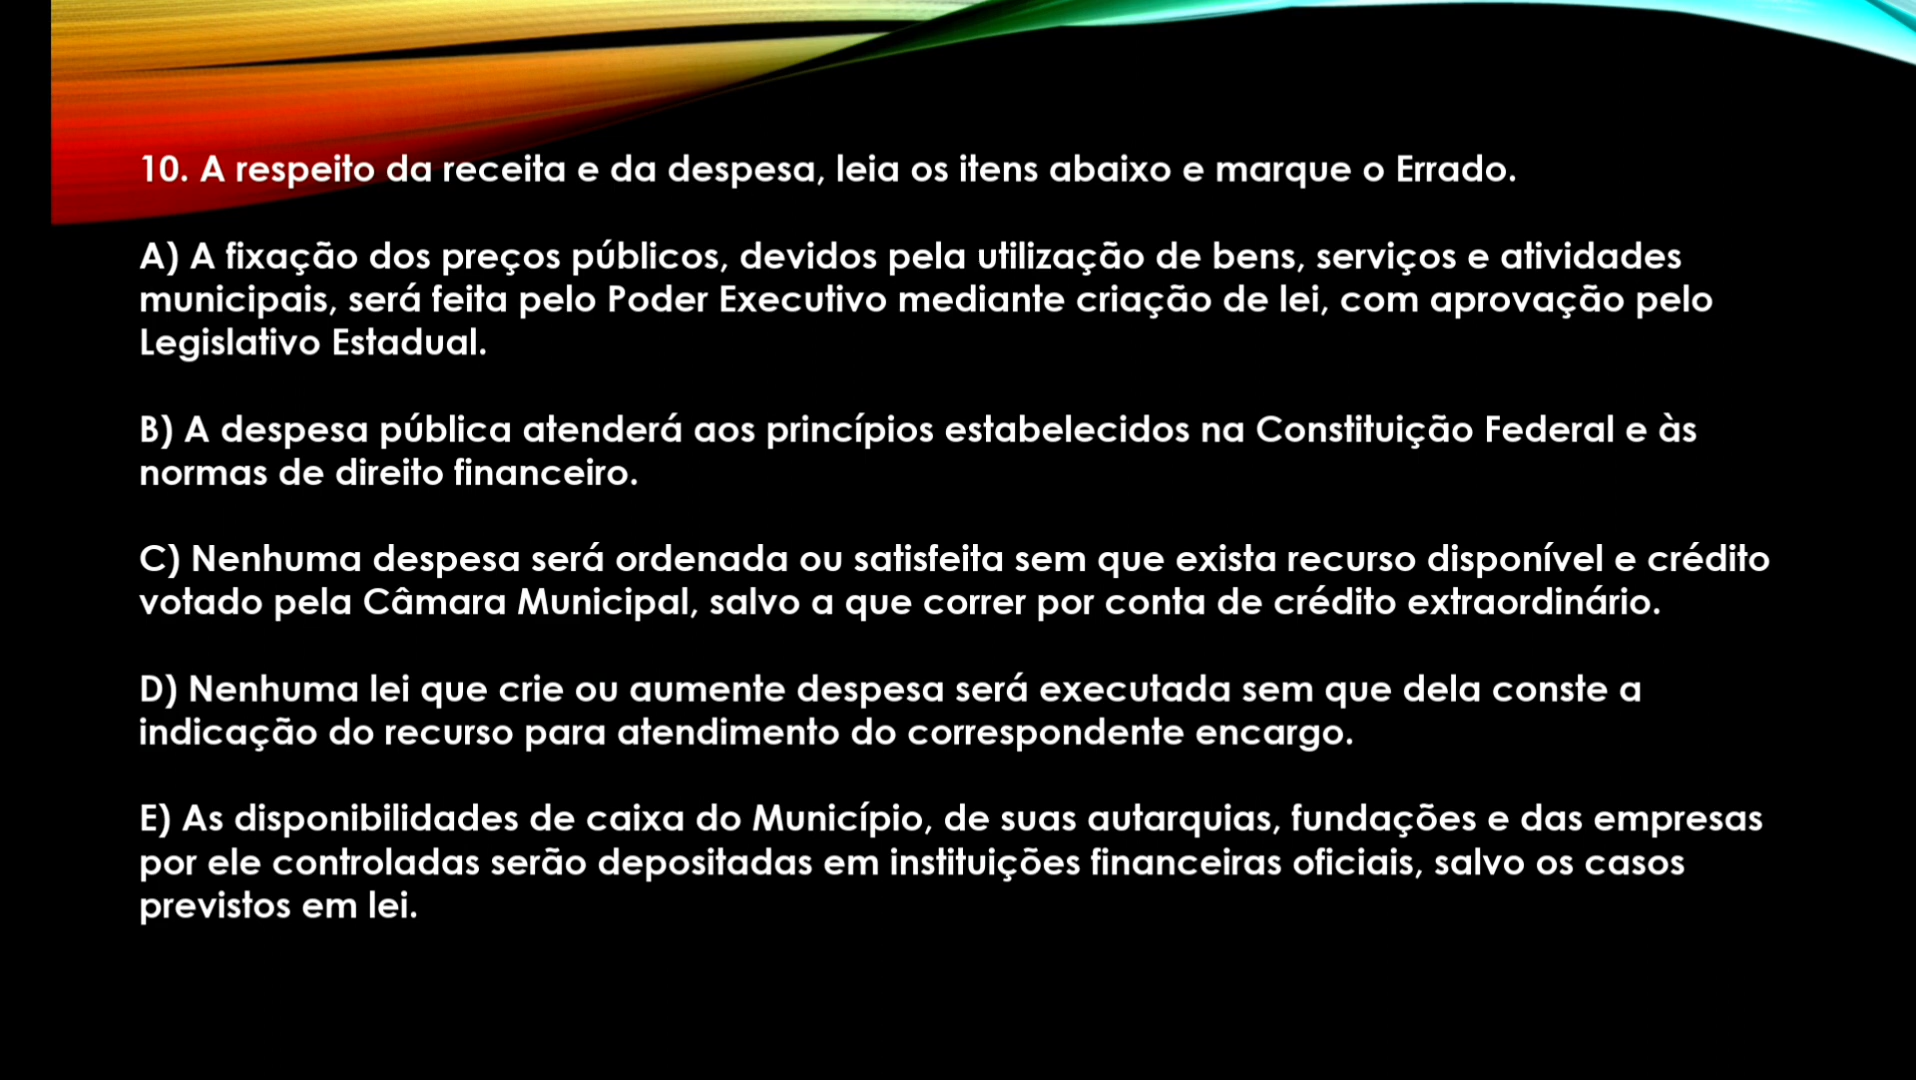 10. A respeito da receita e da despesa, leia os itens abaixo e marque o Errado.
A) A fixação dos preços públicos, devidos pela utilização de bens, serviços e atividades
municipais, será feita pelo Poder Executivo mediante criação de lei, com aprovação pelo
Legislativo Estadual.
B) A despesa pública atenderá aos princípios estabelecidos na Constituição Federal e às
normas de direito financeiro.
C) Nenhuma despesa será ordenada ou satisfeita sem que exista recurso disponível e crédito
votado pela Câmara Municipal, salvo a que correr por conta de crédito extraordinário.
D) Nenhuma lei que crie ou aumente despesa será executada sem que dela conste a
indicação do recurso para atendimento do correspondente encargo.
E) As disponibilidades de caixa do Município, de suas autarquias, fundações e das empresas
por ele controladas serão depositadas em instituições financeiras oficiais, salvo os casos
previstos em lei.